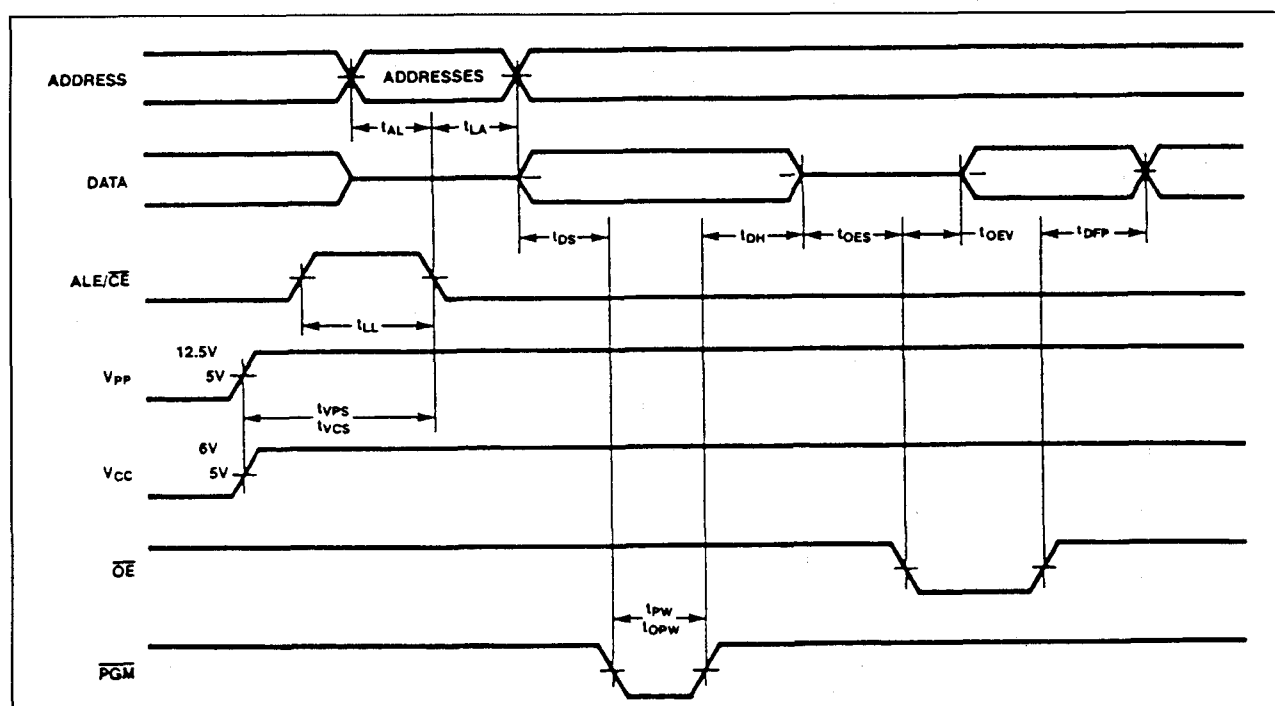 ADDRESS
ADDRESSES
tAL
tLA
DATA
tDS
tDH
tOES
tOEV
tDFP
ALE/CE
tLL
12.5V
VPP
5V
tVPS
tVCS
6V
VCC
5V
OE
tPW
tOPW
PGM